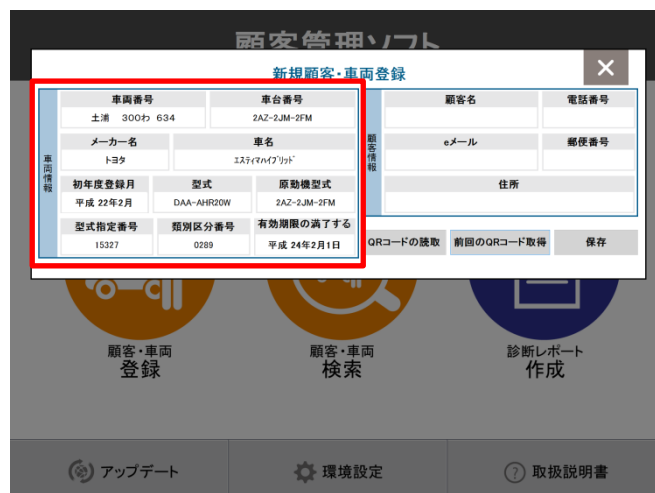 顧客管理ソフト
新規顧客・車両登録
車両情報
車両番号 車台番号
土浦 300わ 634 2AZ-2JM-2FM
メーカー名 車名
トヨタ エスティマハイブリッド
初年度登録月 型式 原動機型式
平成 22年2月 DAA-AHR20W 2AZ-2JM-2FM
型式指定番号 類別区分番号 有効期限の満了する
15327 0289 平成 24年2月1日
顧客情報
顧客名 電話番号
eメール 郵便番号
住所
QRコードの読取 前回のQRコード取得 保存
顧客・車両
登録
顧客・車両
検索
診断レポート
作成
アップデート 環境設定 ? 取扱説明書